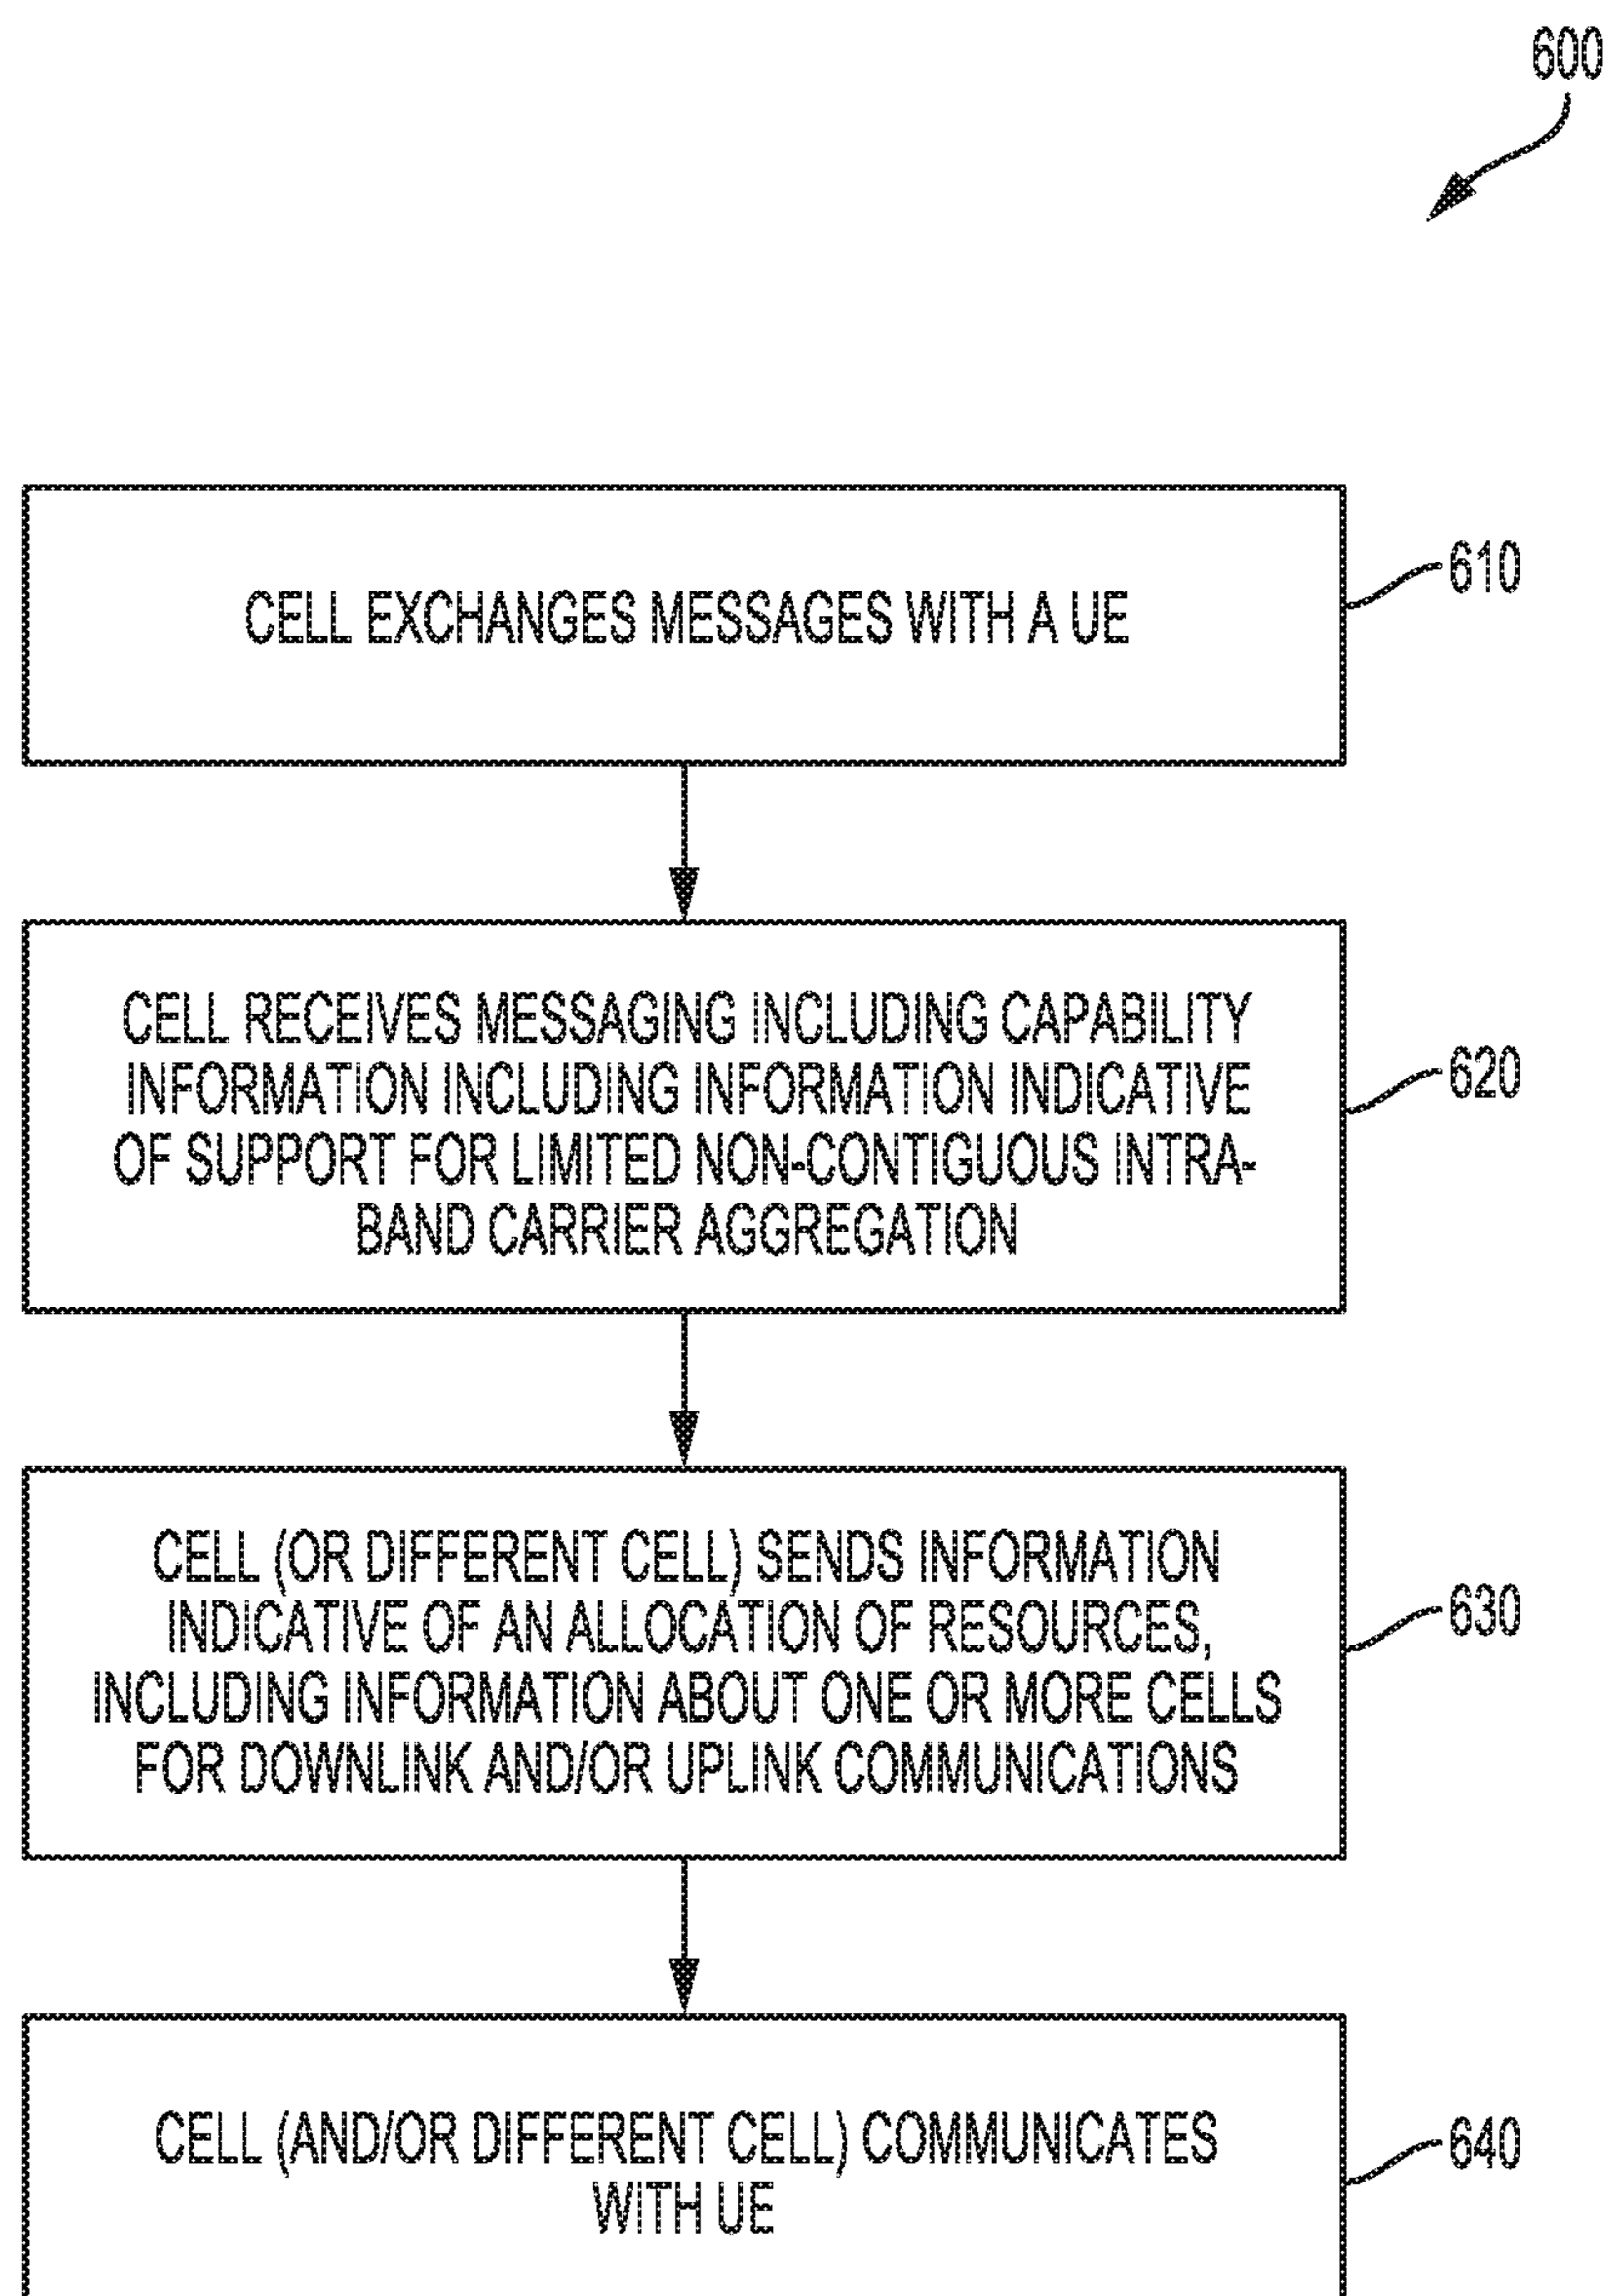 600
CELL EXCHANGES MESSAGES WITH A UE
610
CELL RECEIVES MESSAGING INCLUDING CAPABILITY
INFORMATION INCLUDING INFORMATION INDICATIVE
OF SUPPORT FOR LIMITED NON-CONTIGUOUS INTRA-
BAND CARRIER AGGREGATION
620
CELL (OR DIFFERENT CELL) SENDS INFORMATION
INDICATIVE OF AN ALLOCATION OF RESOURCES,
INCLUDING INFORMATION ABOUT ONE OR MORE CELLS
FOR DOWNLINK AND/OR UPLINK COMMUNICATIONS
630
CELL (AND/OR DIFFERENT CELL) COMMUNICATES
WITH UE
640